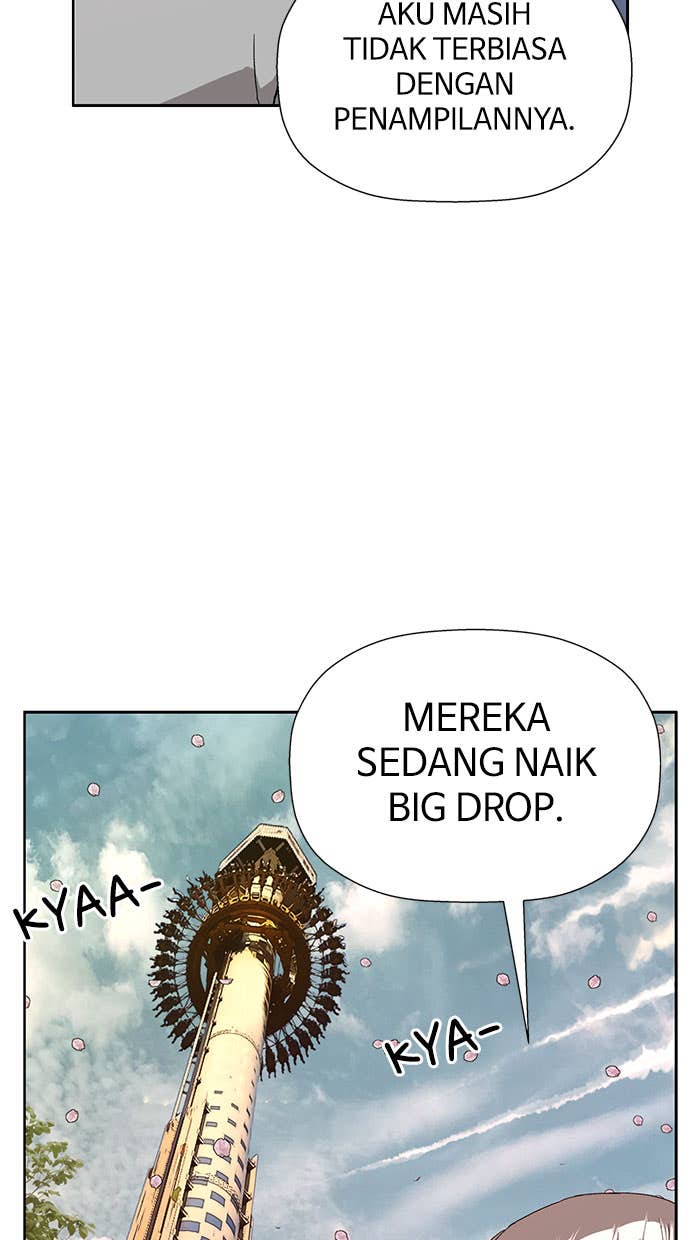 AKU MASIH
TIDAK TERBIASA
DENGAN
PENAMPILANNYA.
MEREKA
SEDANG NAIK
BIG DROP.
KYAA-
KYA-